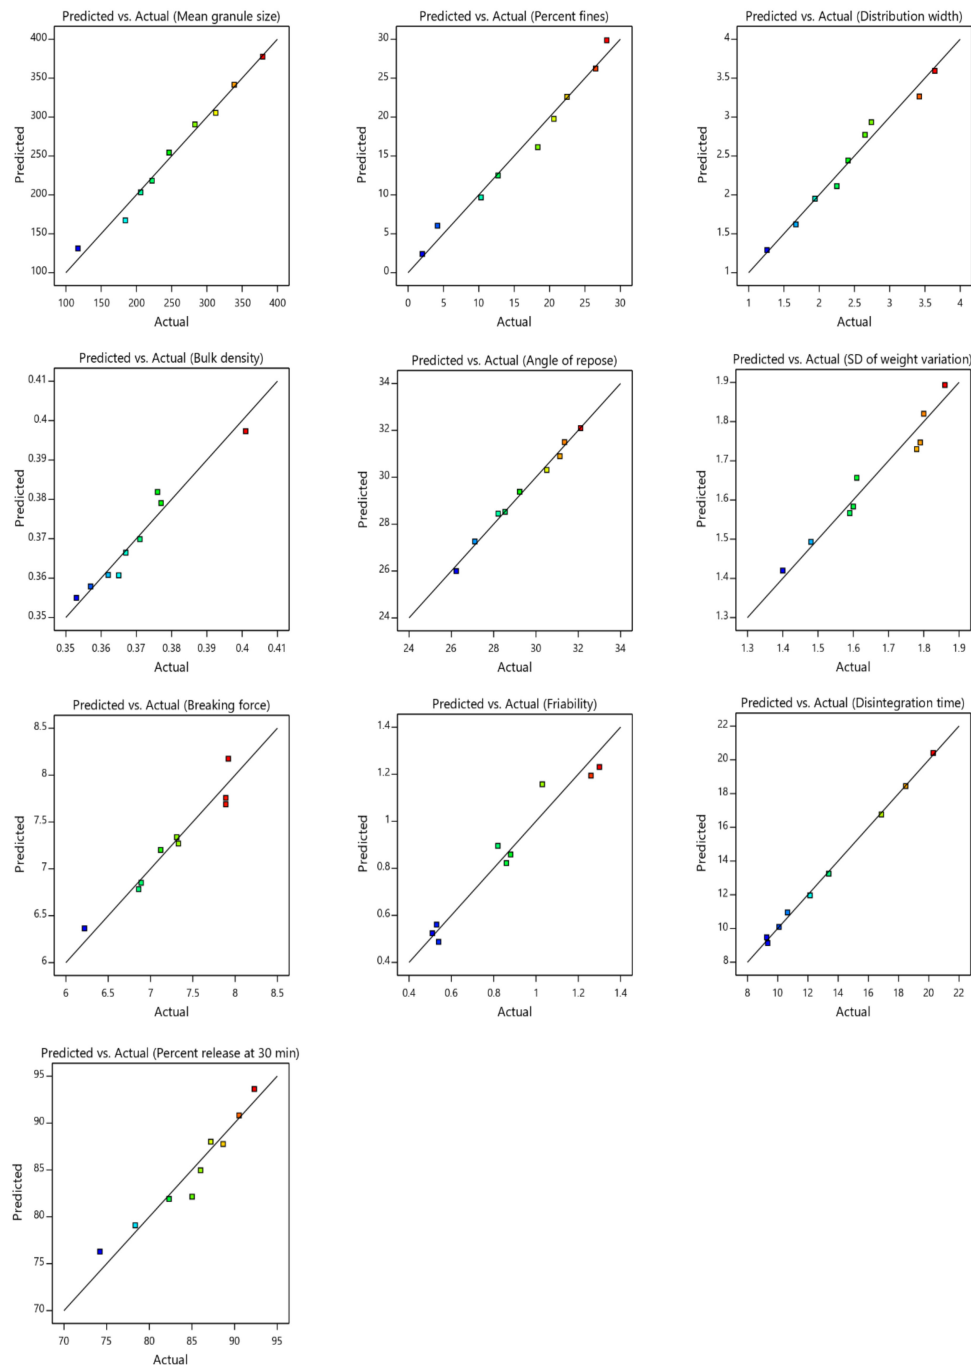 Predicted vs. Actual (Mean granule size)
400
350
300
250
200
150
100
Predicted
100 150 200 250 300 350 400
Actual
Predicted vs. Actual (Percent fines)
30
25
20
15
10
5
0
Predicted
0 5 10 15 20 25 30
Actual
Predicted vs. Actual (Distribution width)
4
3.5
3
2.5
2
1.5
1
Predicted
1 1.5 2 2.5 3 3.5 4
Actual
Predicted vs. Actual (Bulk density)
0.41
0.4
0.39
0.38
0.37
0.36
0.35
Predicted
0.35 0.36 0.37 0.38 0.39 0.4 0.41
Actual
Predicted vs. Actual (Angle of repose)
34
32
30
28
26
24
Predicted
24 26 28 30 32 34
Actual
Predicted vs. Actual (SD of weight variation)
1.9
1.8
1.7
1.6
1.5
1.4
1.3
Predicted
1.3 1.4 1.5 1.6 1.7 1.8 1.9
Actual
Predicted vs. Actual (Breaking force)
8.5
8
7.5
7
6.5
6
Predicted
6 6.5 7 7.5 8 8.5
Actual
Predicted vs. Actual (Friability)
1.4
1.2
1
0.8
0.6
0.4
Predicted
0.4 0.6 0.8 1 1.2 1.4
Actual
Predicted vs. Actual (Disintegration time)
22
20
18
16
14
12
10
8
Predicted
8 10 12 14 16 18 20 22
Actual
Predicted vs. Actual (Percent release at 30 min)
95
90
85
80
75
70
Predicted
70 75 80 85 90 95
Actual